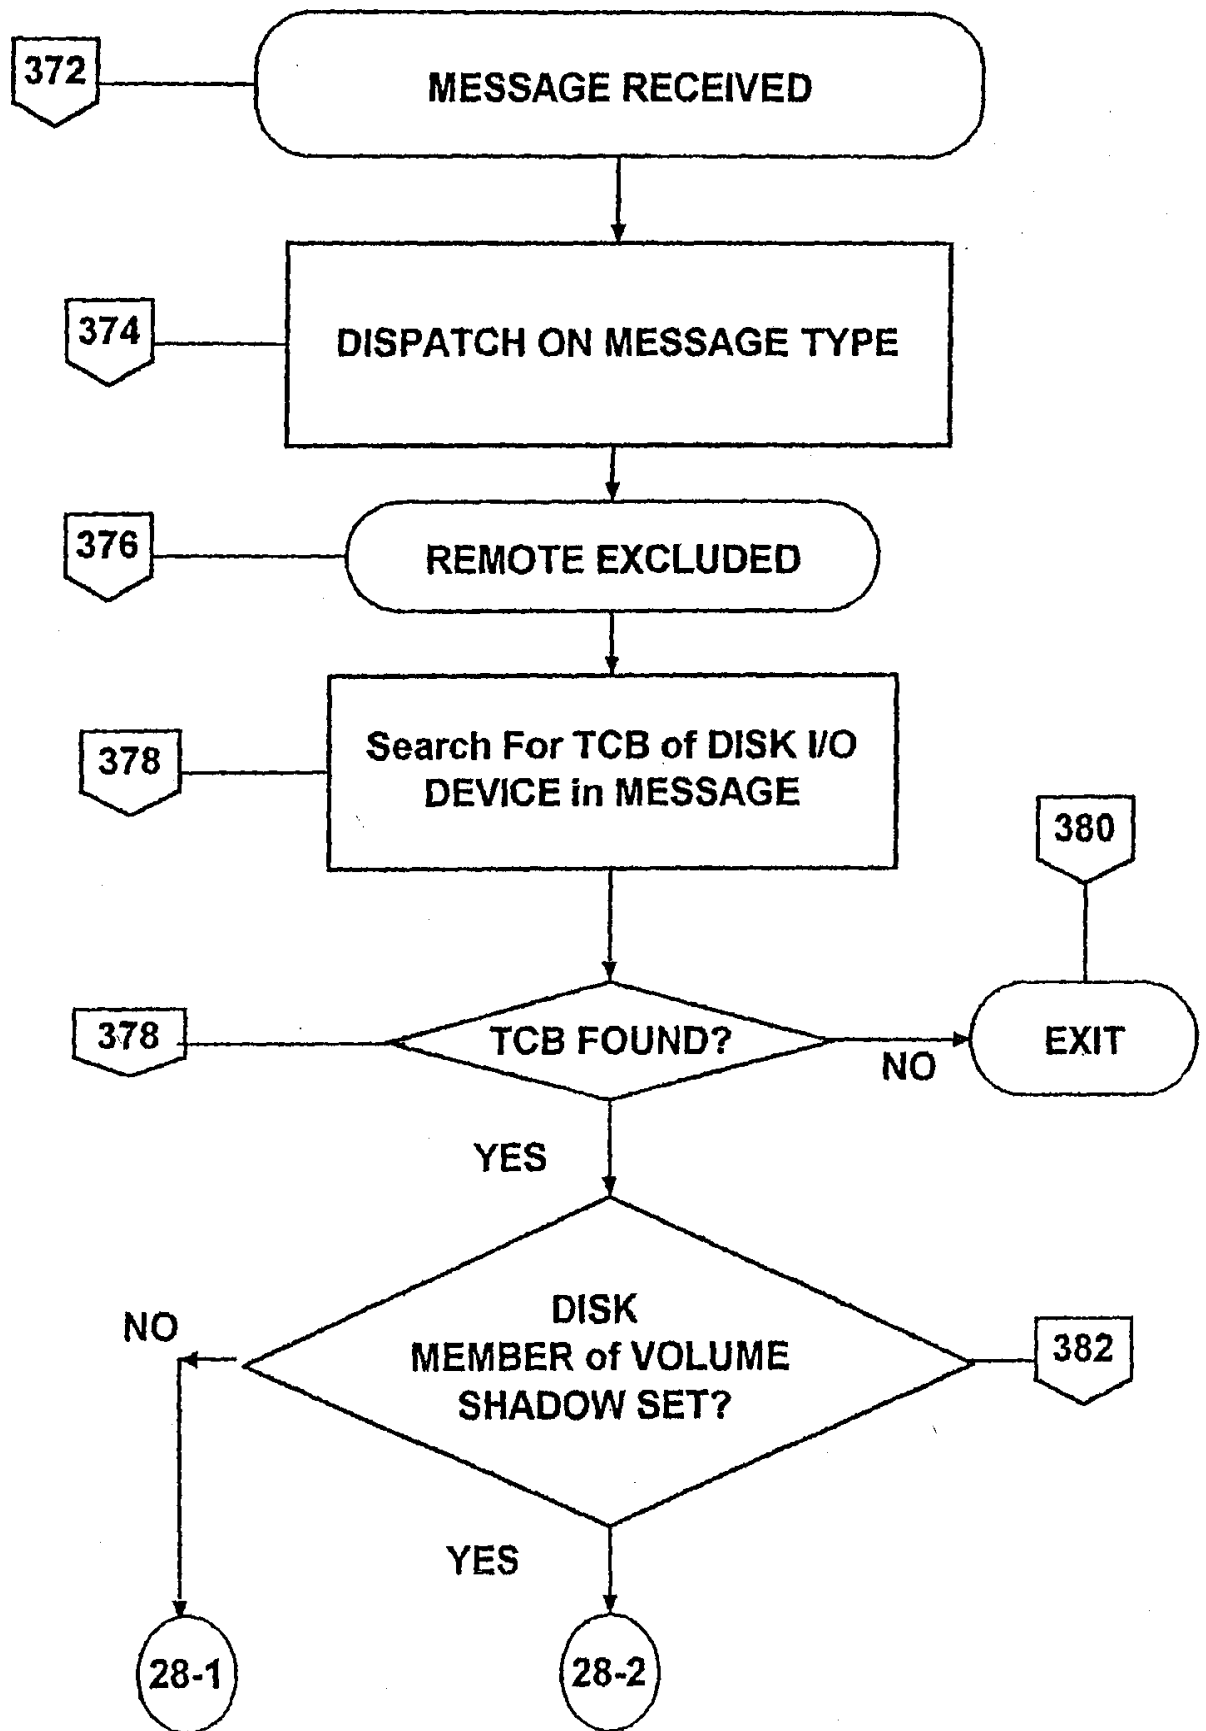 372
MESSAGE RECEIVED
374
DISPATCH ON MESSAGE TYPE
376
REMOTE EXCLUDED
378
Search For TCB of DISK I/O
DEVICE in MESSAGE
380
378
TCB FOUND?
EXIT
NO
YES
NO
DISK
MEMBER of VOLUME
SHADOW SET?
382
YES
28-1
28-2